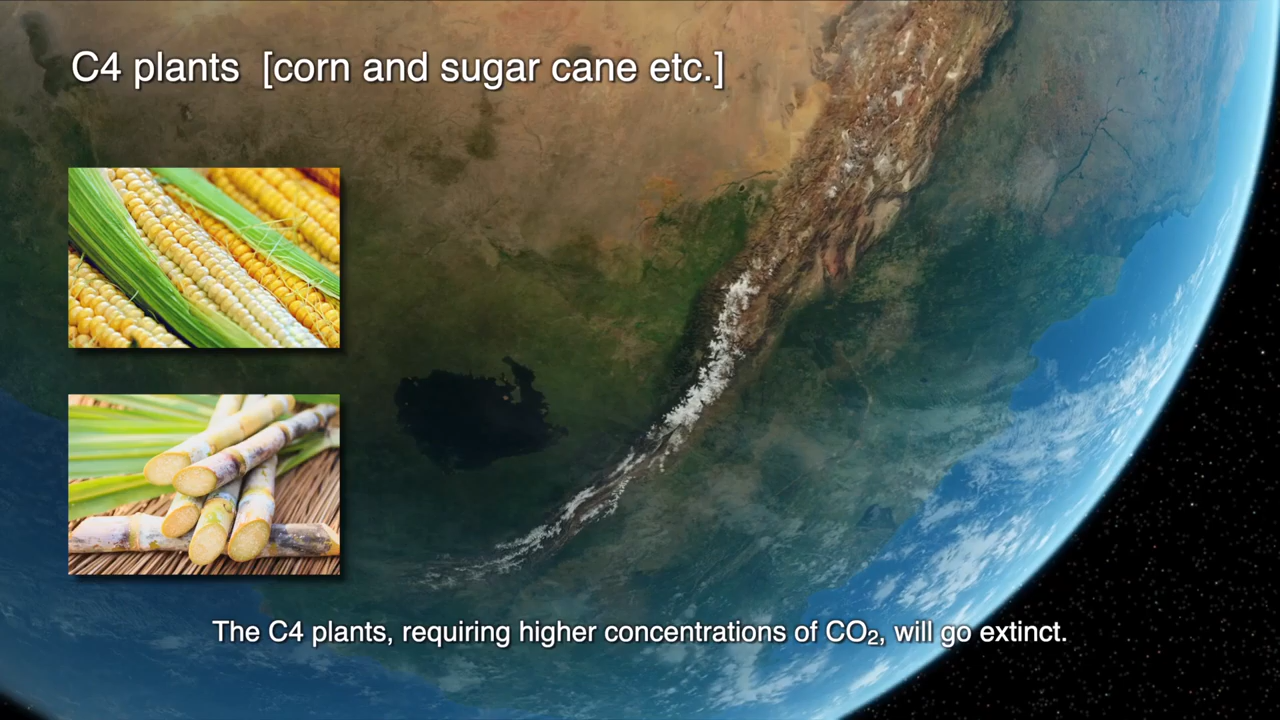 C4 plants [corn and sugar cane etc.]
The C4 plants, requiring higher concentrations of CO₂, will go extinct.